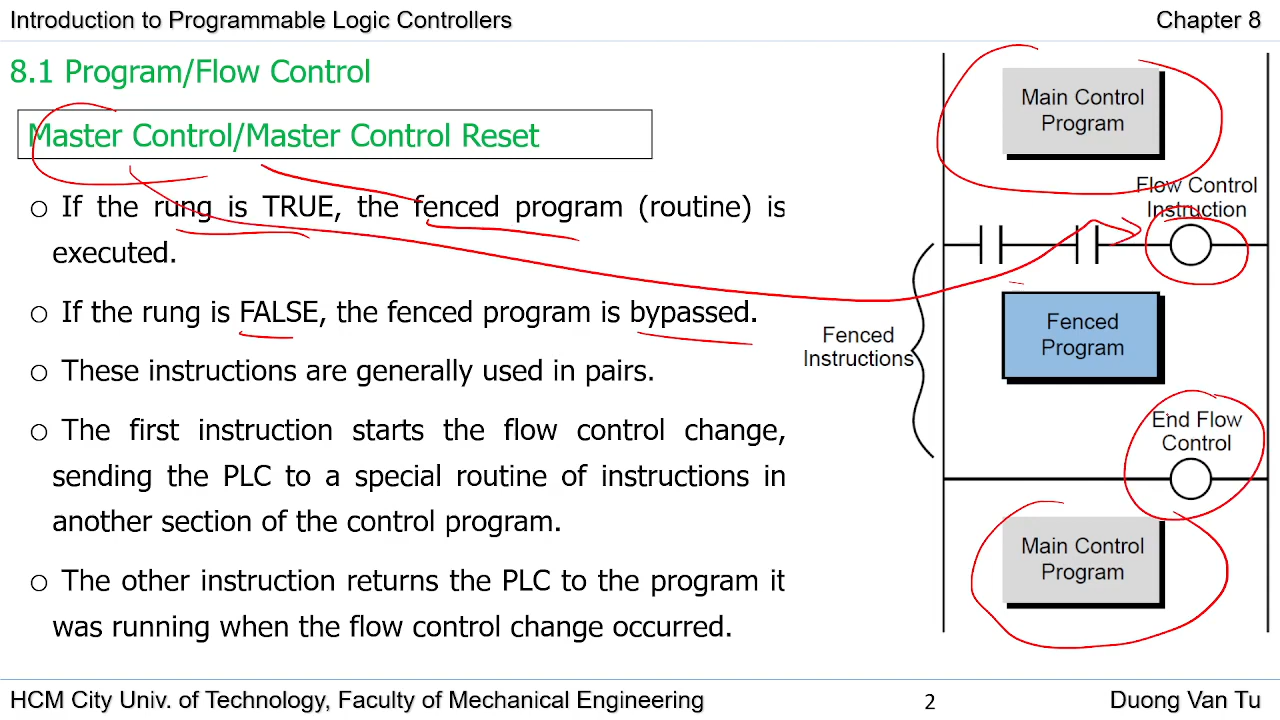 Introduction to Programmable Logic Controllers
Chapter 8
8.1 Program/Flow Control
Master Control/Master Control Reset
o If the rung is TRUE, the fenced program (routine) is
executed.
o If the rung is FALSE, the fenced program is bypassed.
o These instructions are generally used in pairs.
o The first instruction starts the flow control change,
sending the PLC to a special routine of instructions in
another section of the control program.
o The other instruction returns the PLC to the program it
was running when the flow control change occurred.
Main Control
Program
Flow Control
Instruction
Fenced
Instructions
Fenced
Program
End Flow
Control
Main Control
Program
HCM City Univ. of Technology, Faculty of Mechanical Engineering
2
Duong Van Tu